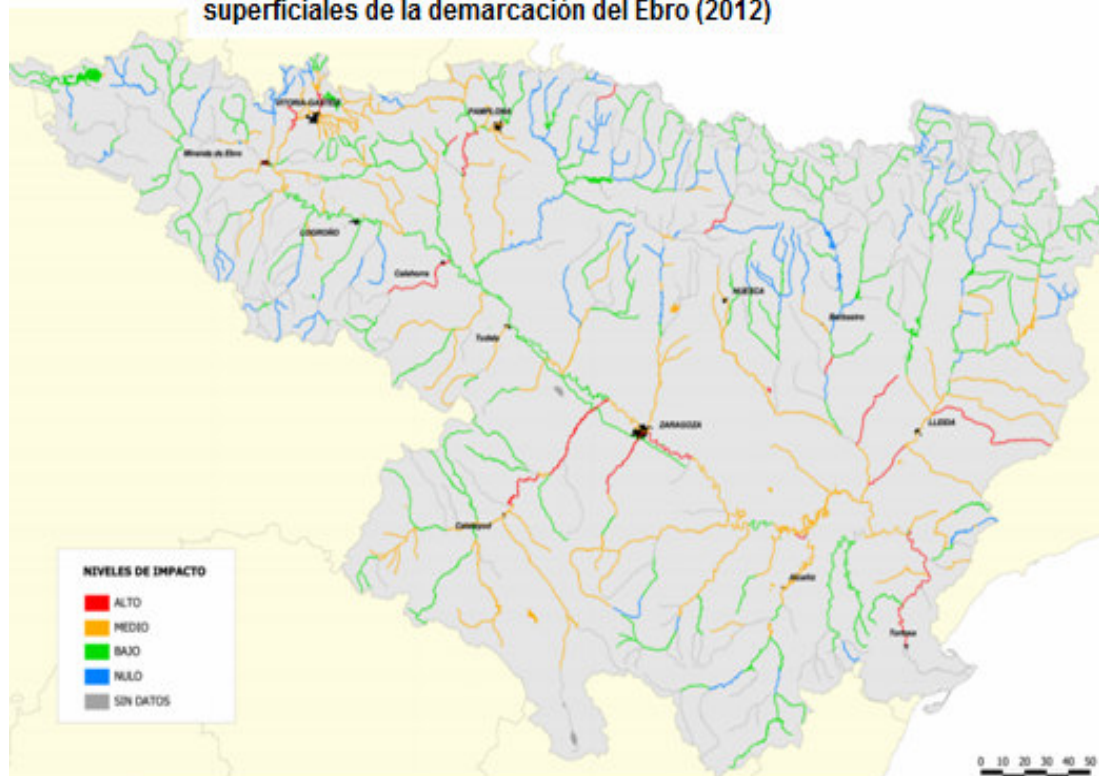 superficiales de la demarcación del Ebro (2012)
VITORIA-GASTEIZ
PAMPLONA
Miranda de Ebro
LOGROÑO
Calahorra
HUESCA
Barbastro
Tudela
ZARAGOZA
LLEIDA
Calatayud
Alcañiz
Tortosa
NIVELES DE IMPACTO
ALTO
MEDIO
BAJO
NULO
SIN DATOS
0 10 20 30 40 50